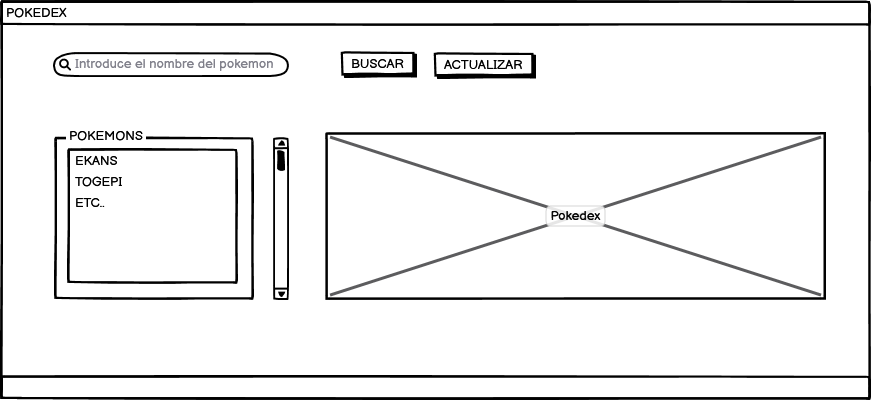 POKEDEX
Introduce el nombre del pokemon
BUSCAR
ACTUALIZAR
POKEMONS
EKANS
TOGEPI
ETC..
Pokedex